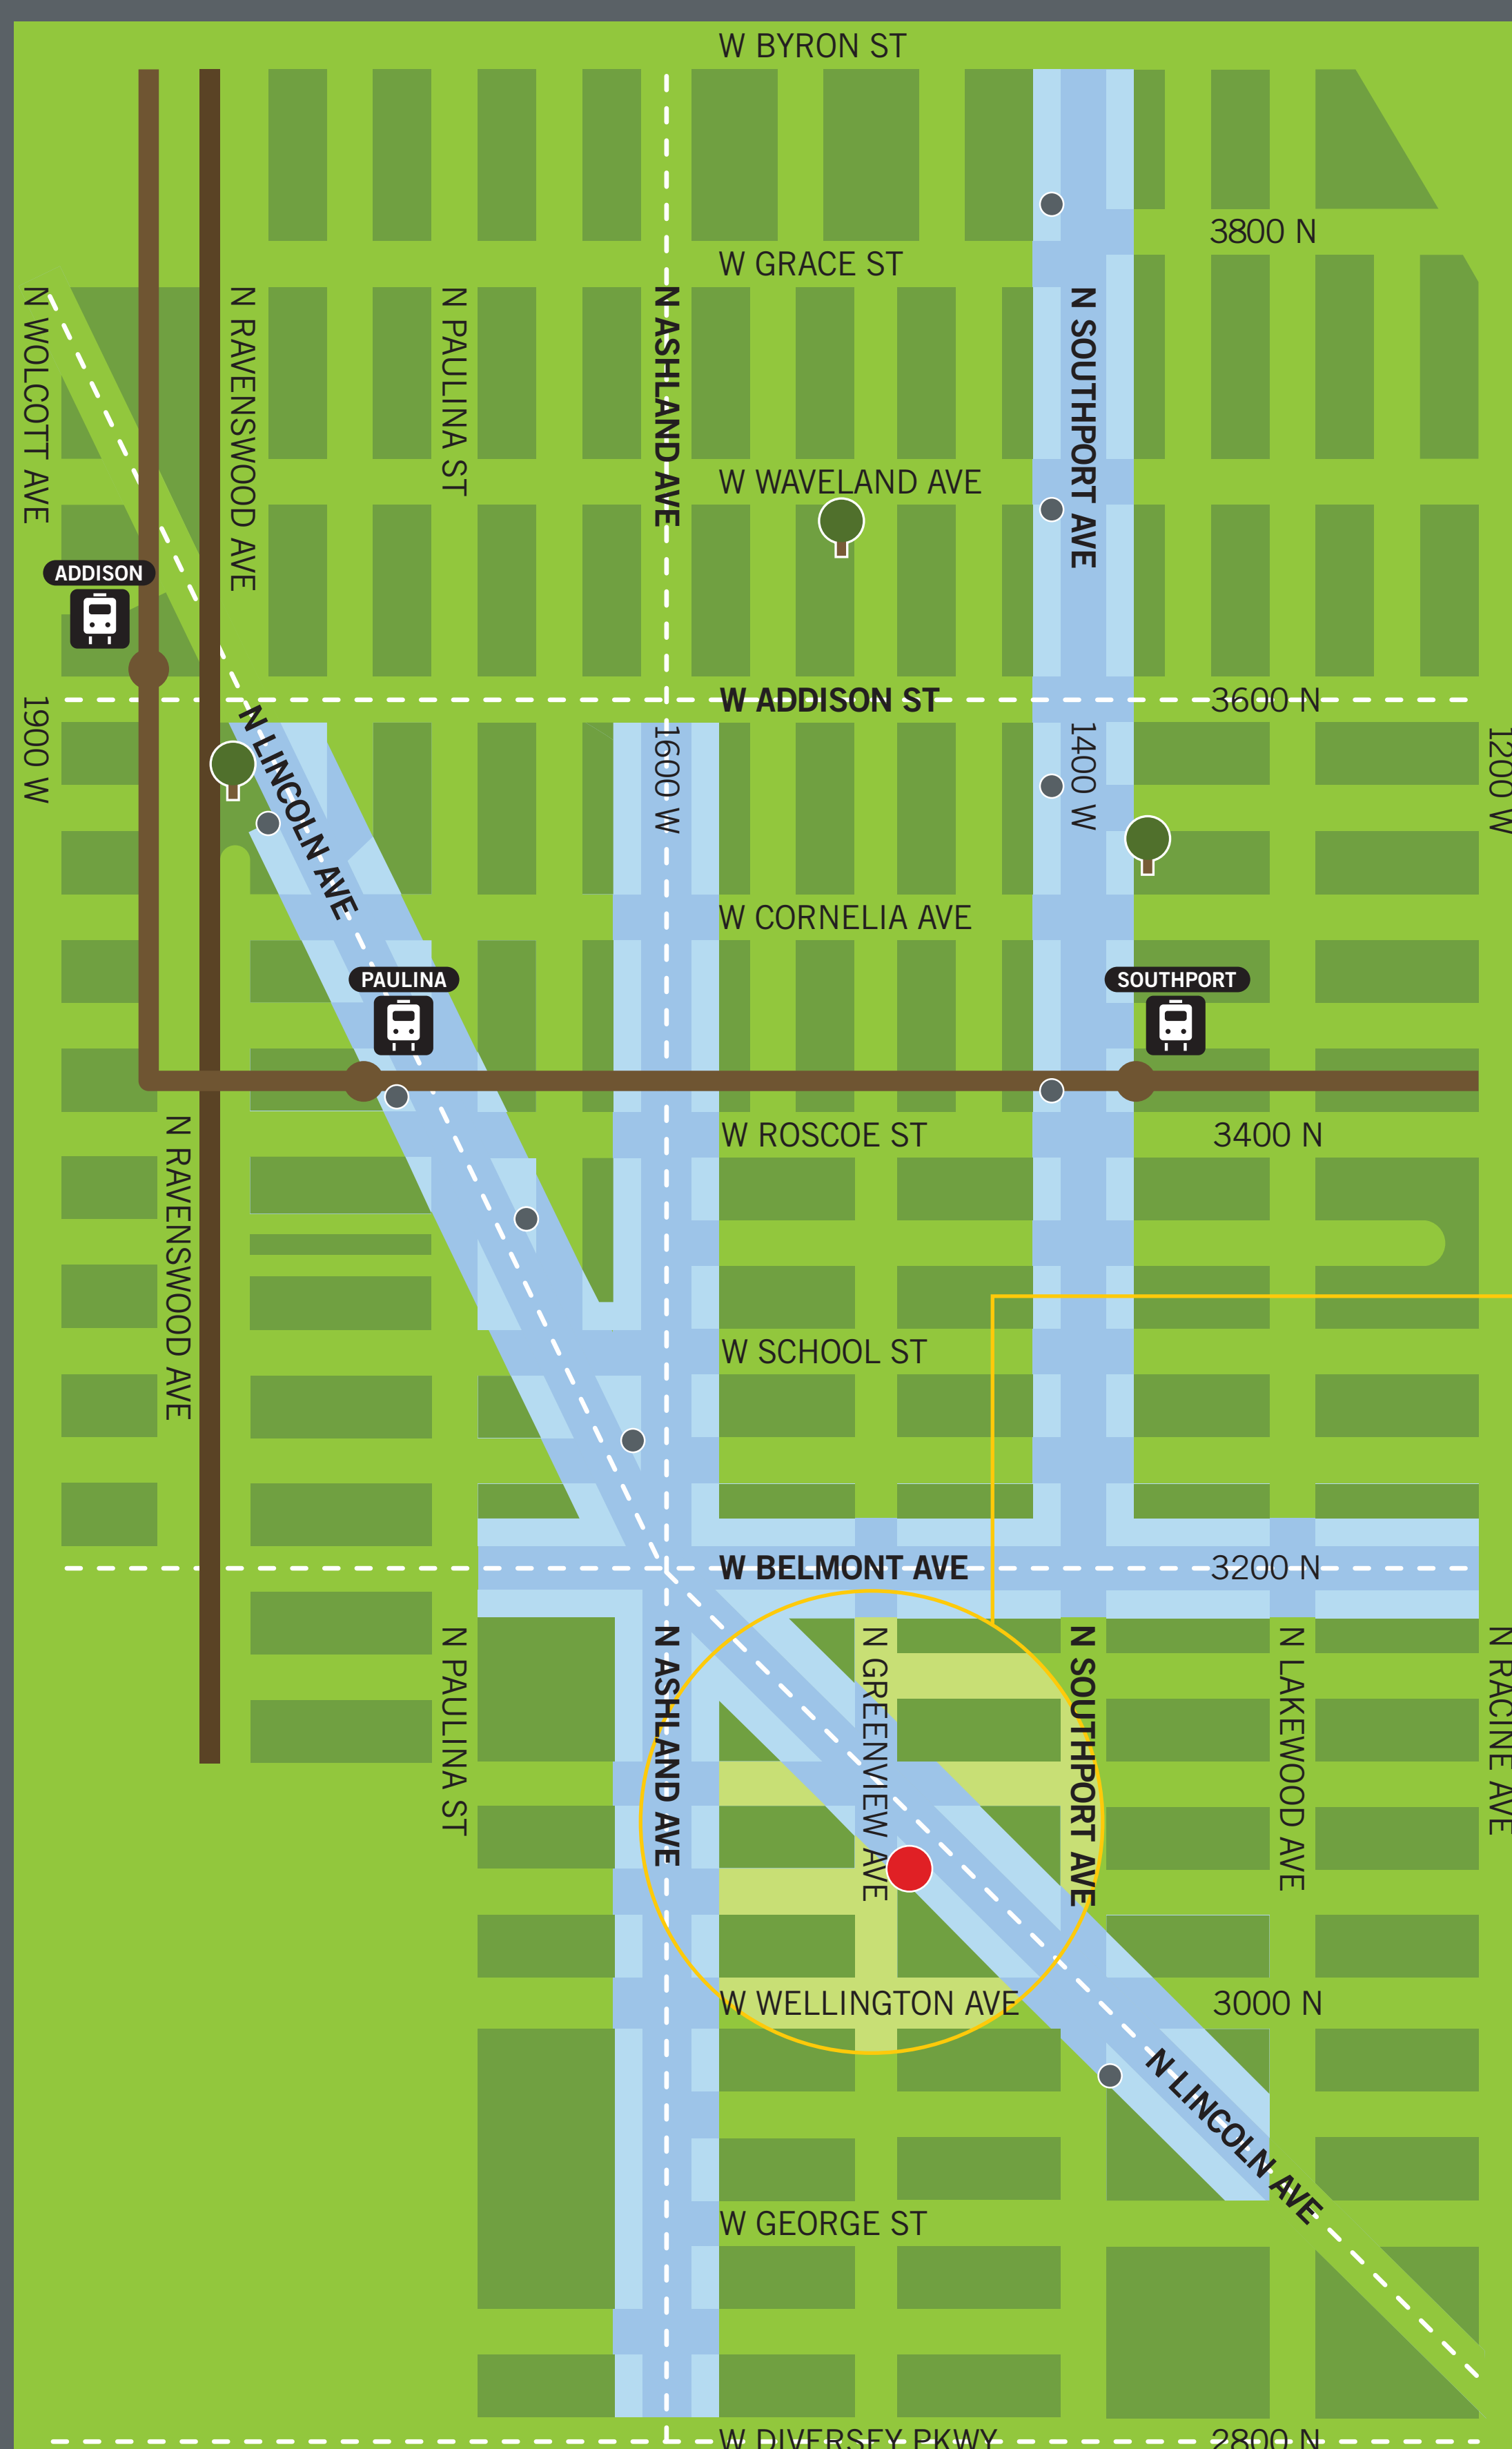 W BYRON ST
3800 N
W GRACE ST
N WOLCOTT AVE
N RAVENSWOOD AVE
N PAULINA ST
N ASHLAND AVE
N SOUTHPORT AVE
W WAVELAND AVE
ADDISON
1900 W
W ADDISON ST
3600 N
N LINCOLN AVE
1600 W
1400 W
1200 W
W CORNELIA AVE
PAULINA
SOUTHPORT
N RAVENSWOOD AVE
W ROSCOE ST
3400 N
W SCHOOL ST
W BELMONT AVE
3200 N
N PAULINA ST
N ASHLAND AVE
N GREENVIEW AVE
N SOUTHPORT AVE
N LAKEWOOD AVE
N RACINE AVE
W WELLINGTON AVE
3000 N
N LINCOLN AVE
W GEORGE ST
W DIVERSEY PKWY
2800 N